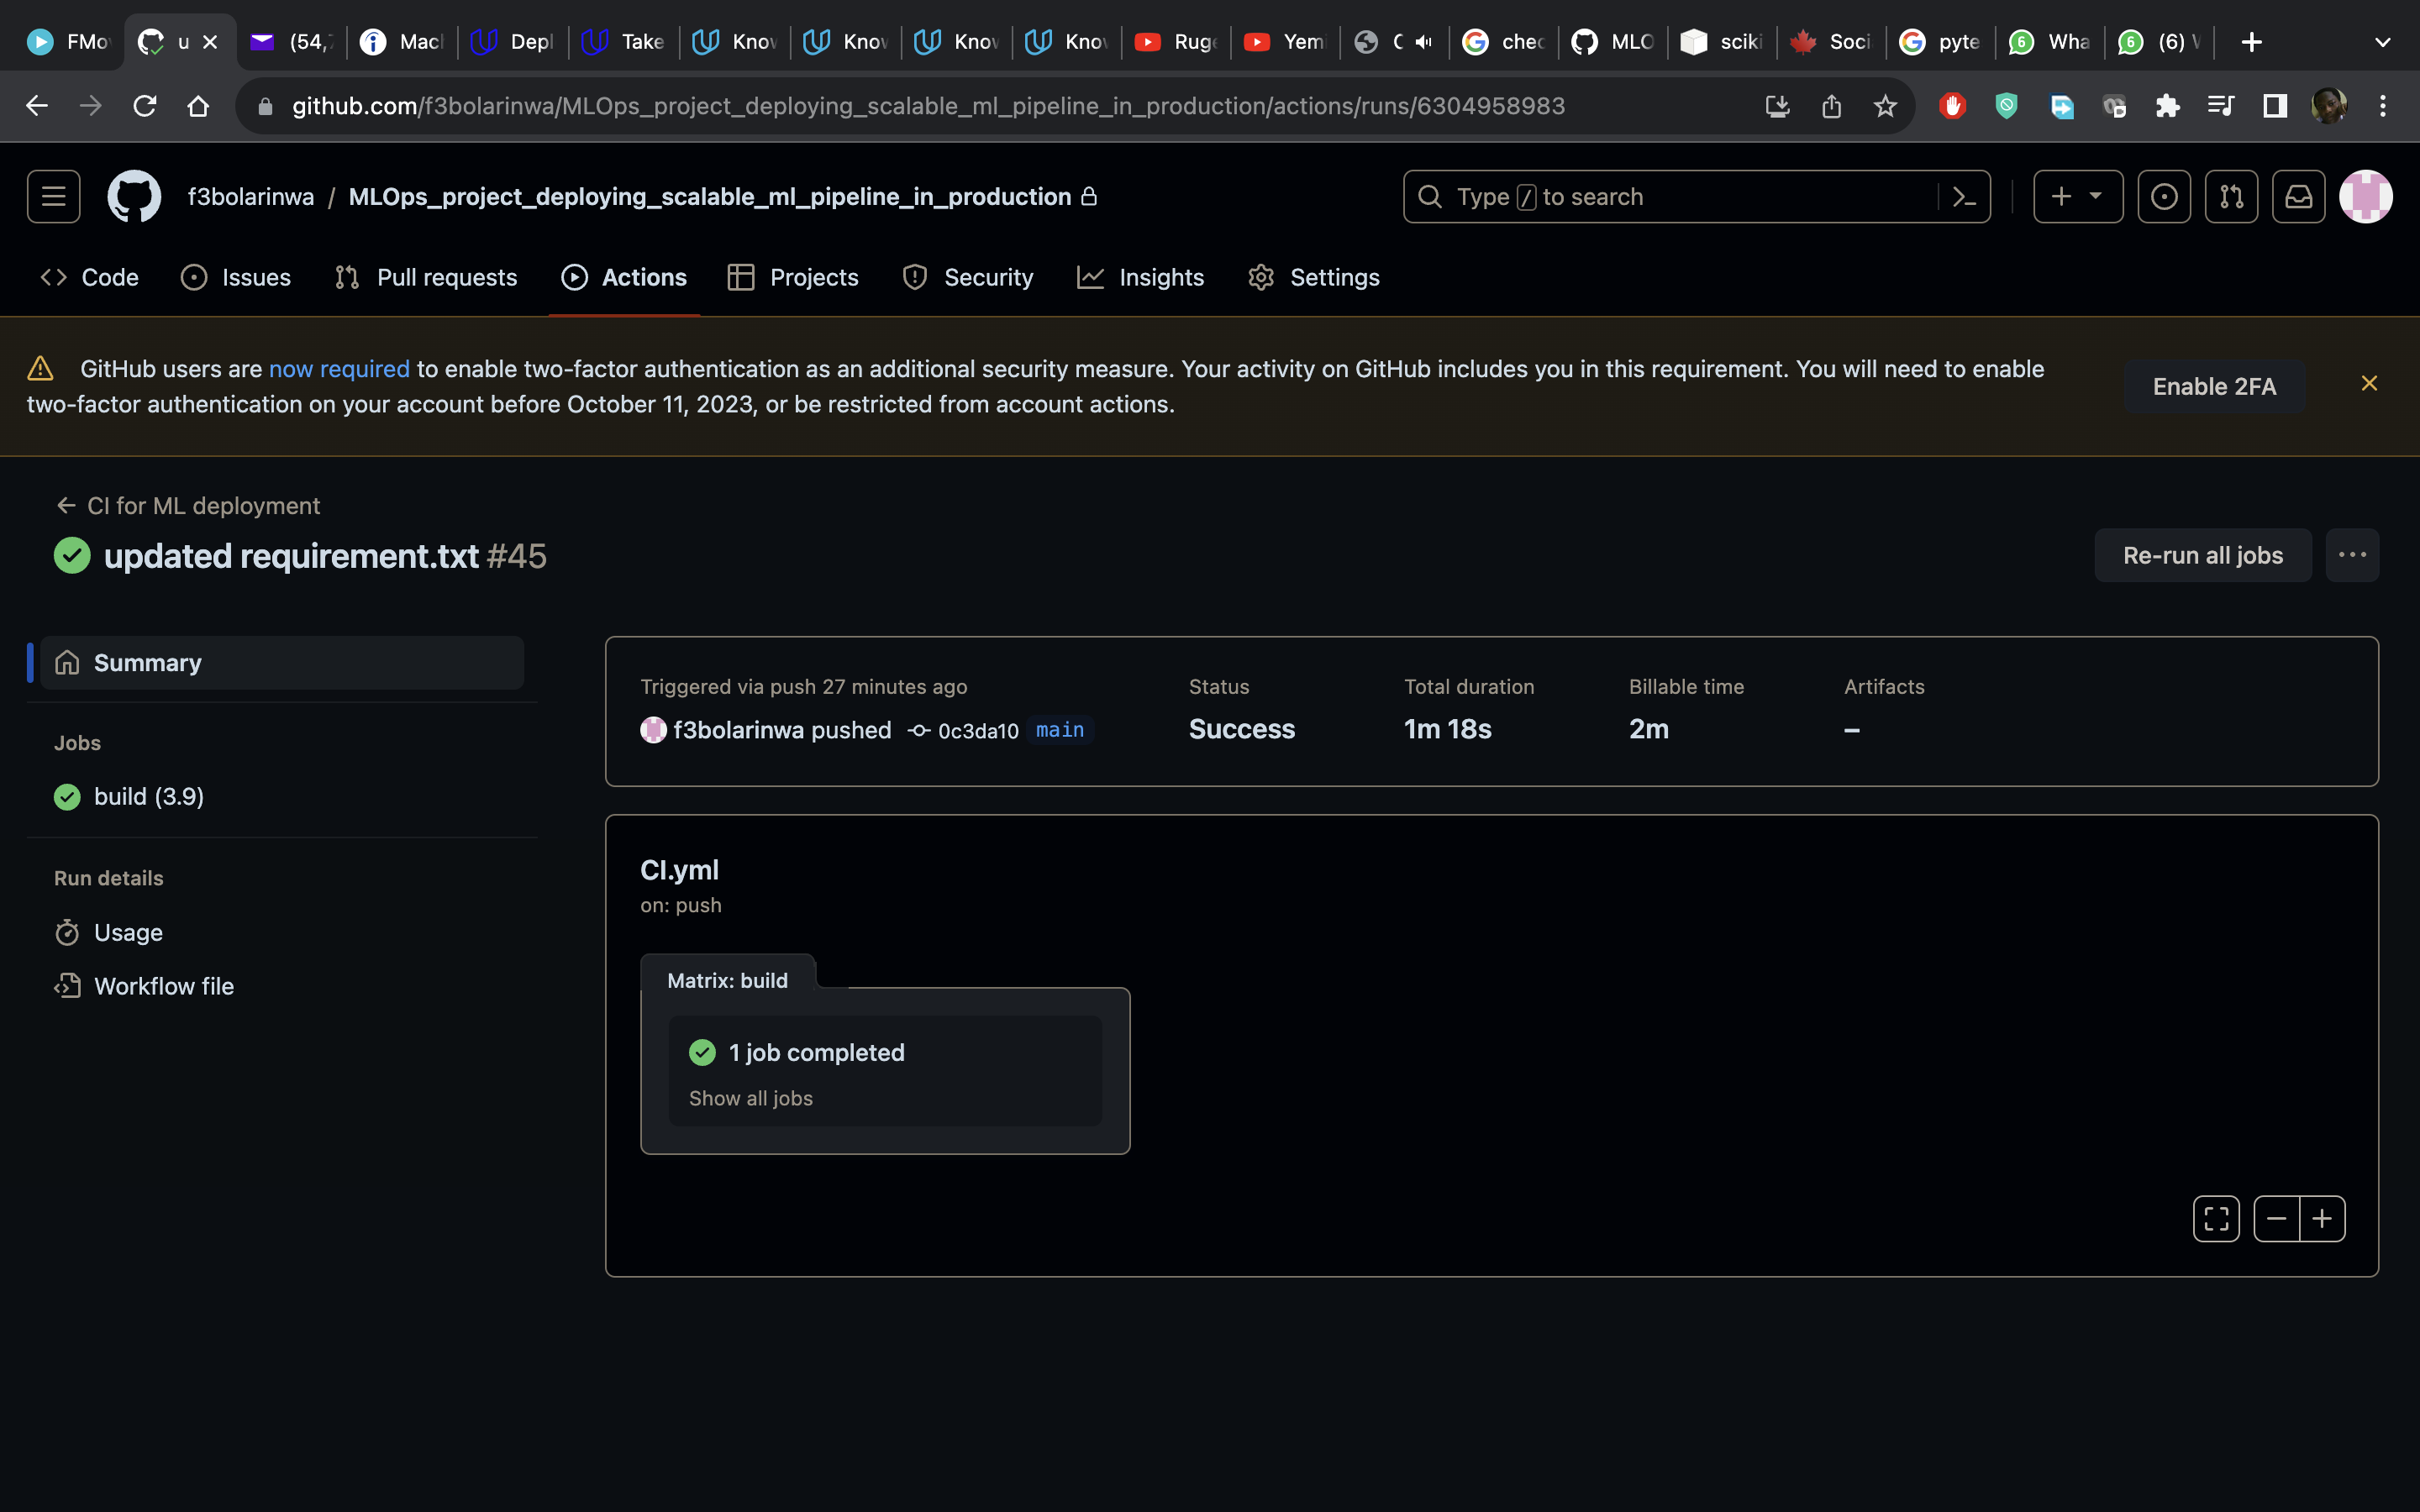 FMo
u
(54,
Macl
Depl
Take
Knov
Knov
Knov
Knov
Ruge
Yemi
chec
MLO
sciki
Soci
pyte
Wha
(6)
github.com/f3bolarinwa/MLOps_project_deploying_scalable_ml_pipeline_in_production/actions/runs/6304958983
f3bolarinwa / MLOps_project_deploying_scalable_ml_pipeline_in_production
Type / to search
Code
Issues
Pull requests
Actions
Projects
Security
Insights
Settings
GitHub users are now required to enable two-factor authentication as an additional security measure. Your activity on GitHub includes you in this requirement. You will need to enable
two-factor authentication on your account before October 11, 2023, or be restricted from account actions.
Enable 2FA
CI for ML deployment
updated requirement.txt #45
Re-run all jobs
Summary
Jobs
build (3.9)
Run details
Usage
Workflow file
Triggered via push 27 minutes ago
f3bolarinwa pushed 0c3da10 main
Status
Success
Total duration
1m 18s
Billable time
2m
Artifacts
–
CI.yml
on: push
Matrix: build
1 job completed
Show all jobs